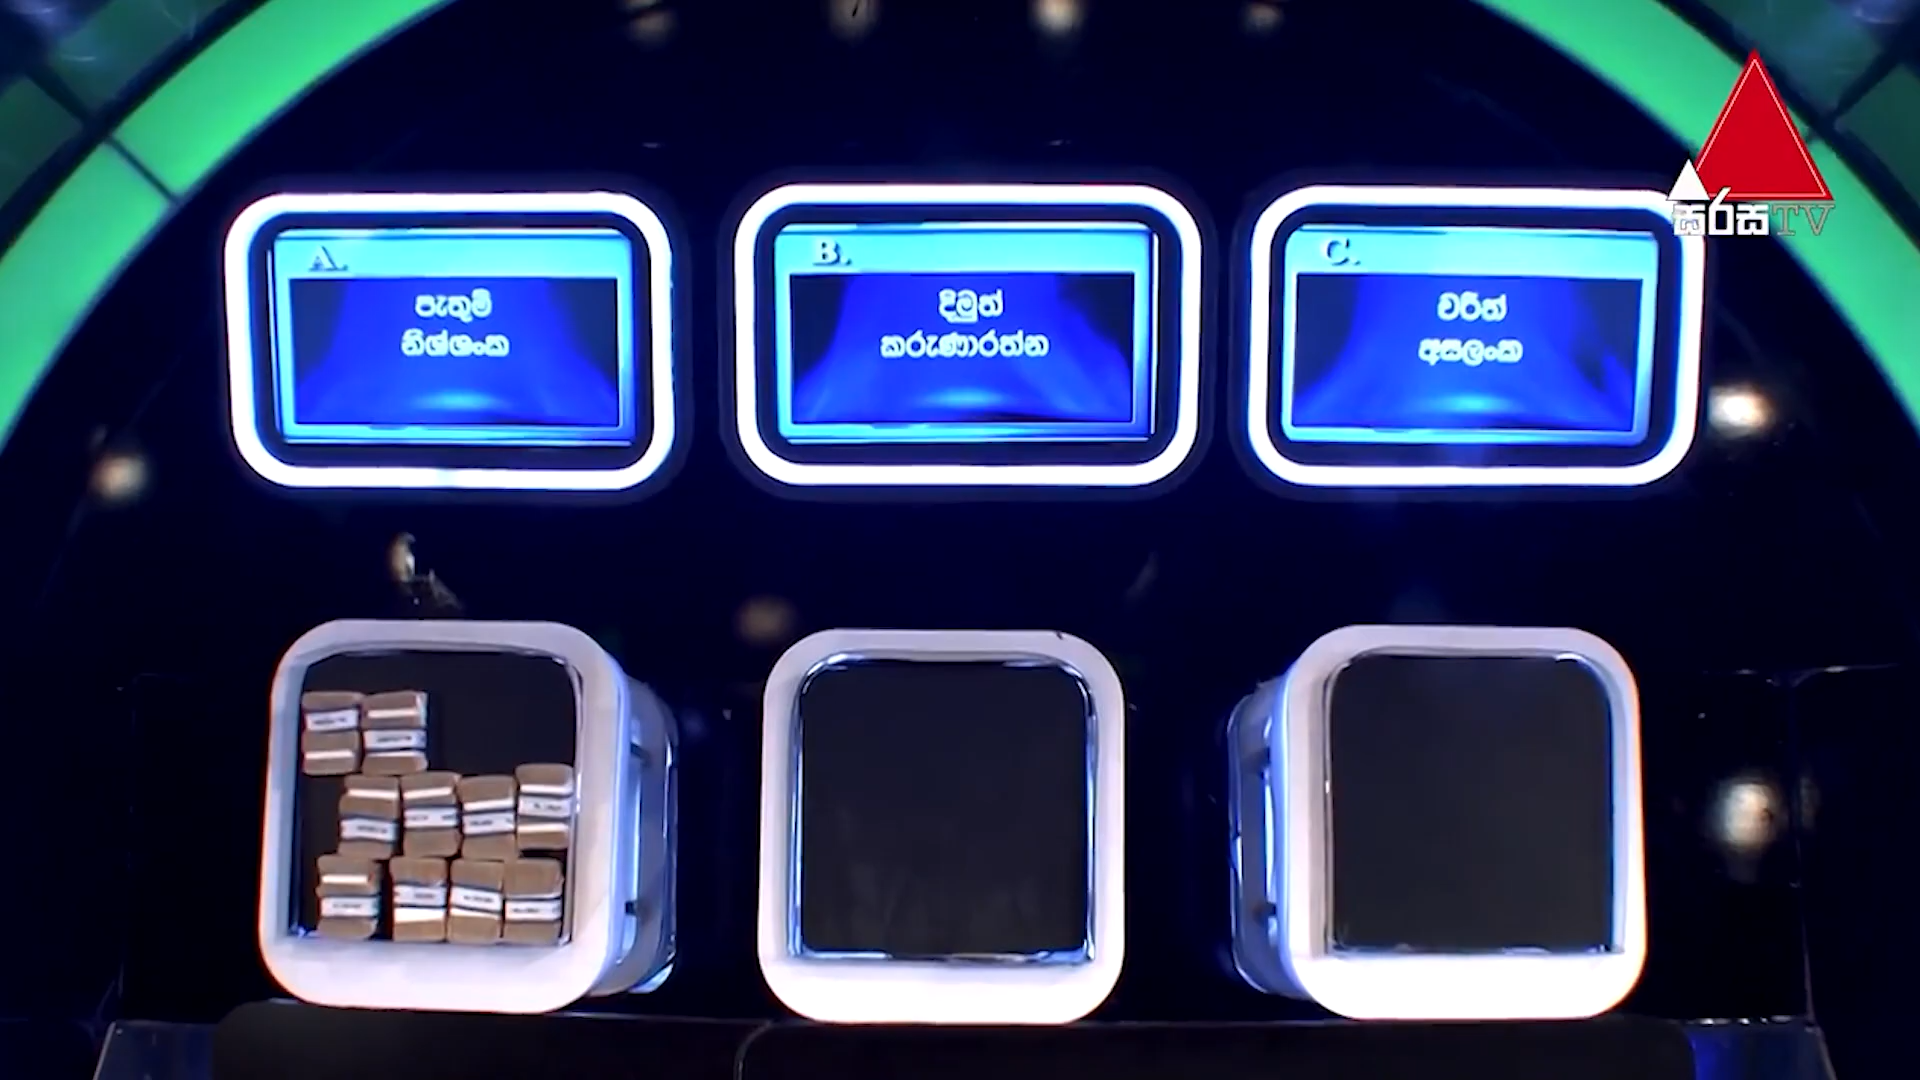 A.
පැතුම්
නිශ්ශංක
B.
දිමුත්
කරුණාරත්න
C.
චරිත්
අසලංක
සිරස TV